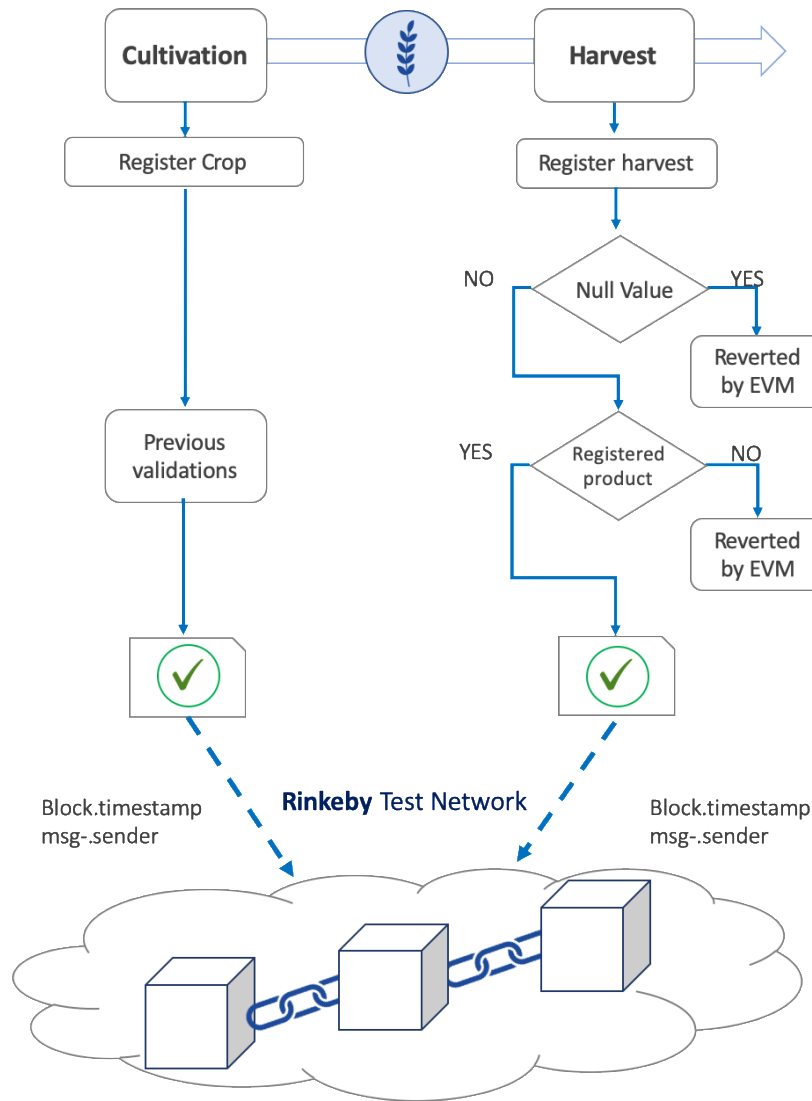 Cultivation
Harvest
Register Crop
Register harvest
NO
YES
Null Value
Reverted
by EVM
Previous
validations
YES
NO
Registered
product
Reverted
by EVM
Rinkeby Test Network
Block.timestamp
msg-.sender
Block.timestamp
msg-.sender